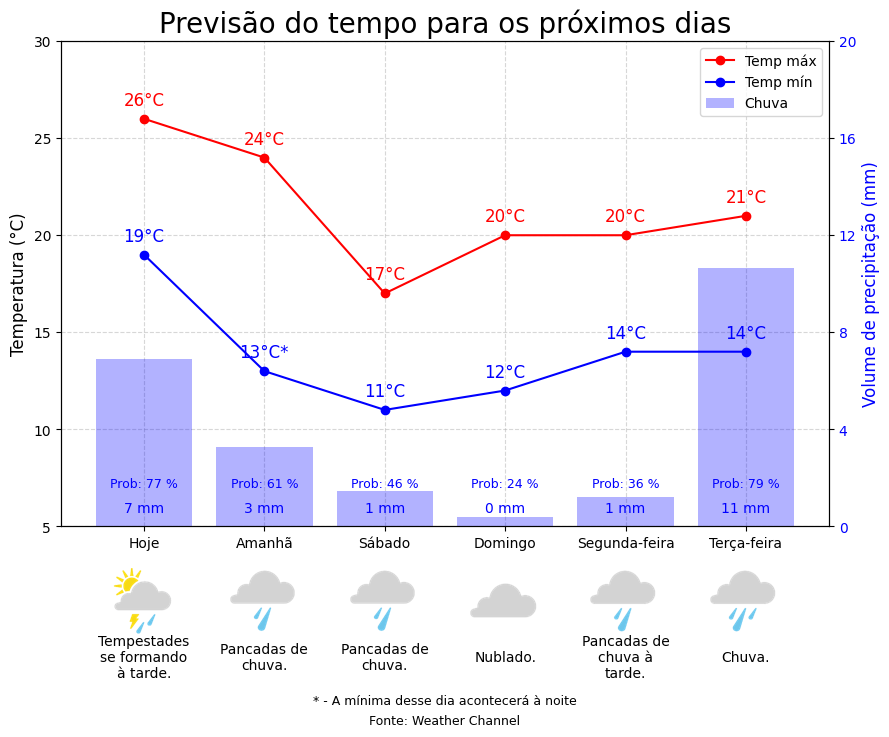 Previsão do tempo para os próximos dias
Temperatura (°C)
Volume de precipitação (mm)
30
25
20
15
10
5
20
16
12
8
4
0
Temp máx
Temp mín
Chuva
26°C
24°C
17°C
20°C
20°C
21°C
19°C
13°C*
11°C
12°C
14°C
14°C
Prob: 77 %
Prob: 61 %
Prob: 46 %
Prob: 24 %
Prob: 36 %
Prob: 79 %
7 mm
3 mm
1 mm
0 mm
1 mm
11 mm
Hoje
Amanhã
Sábado
Domingo
Segunda-feira
Terça-feira
Tempestades
se formando
à tarde.
Pancadas de
chuva.
Pancadas de
chuva.
Nublado.
Pancadas de
chuva à
tarde.
Chuva.
* - A mínima desse dia acontecerá à noite
Fonte: Weather Channel